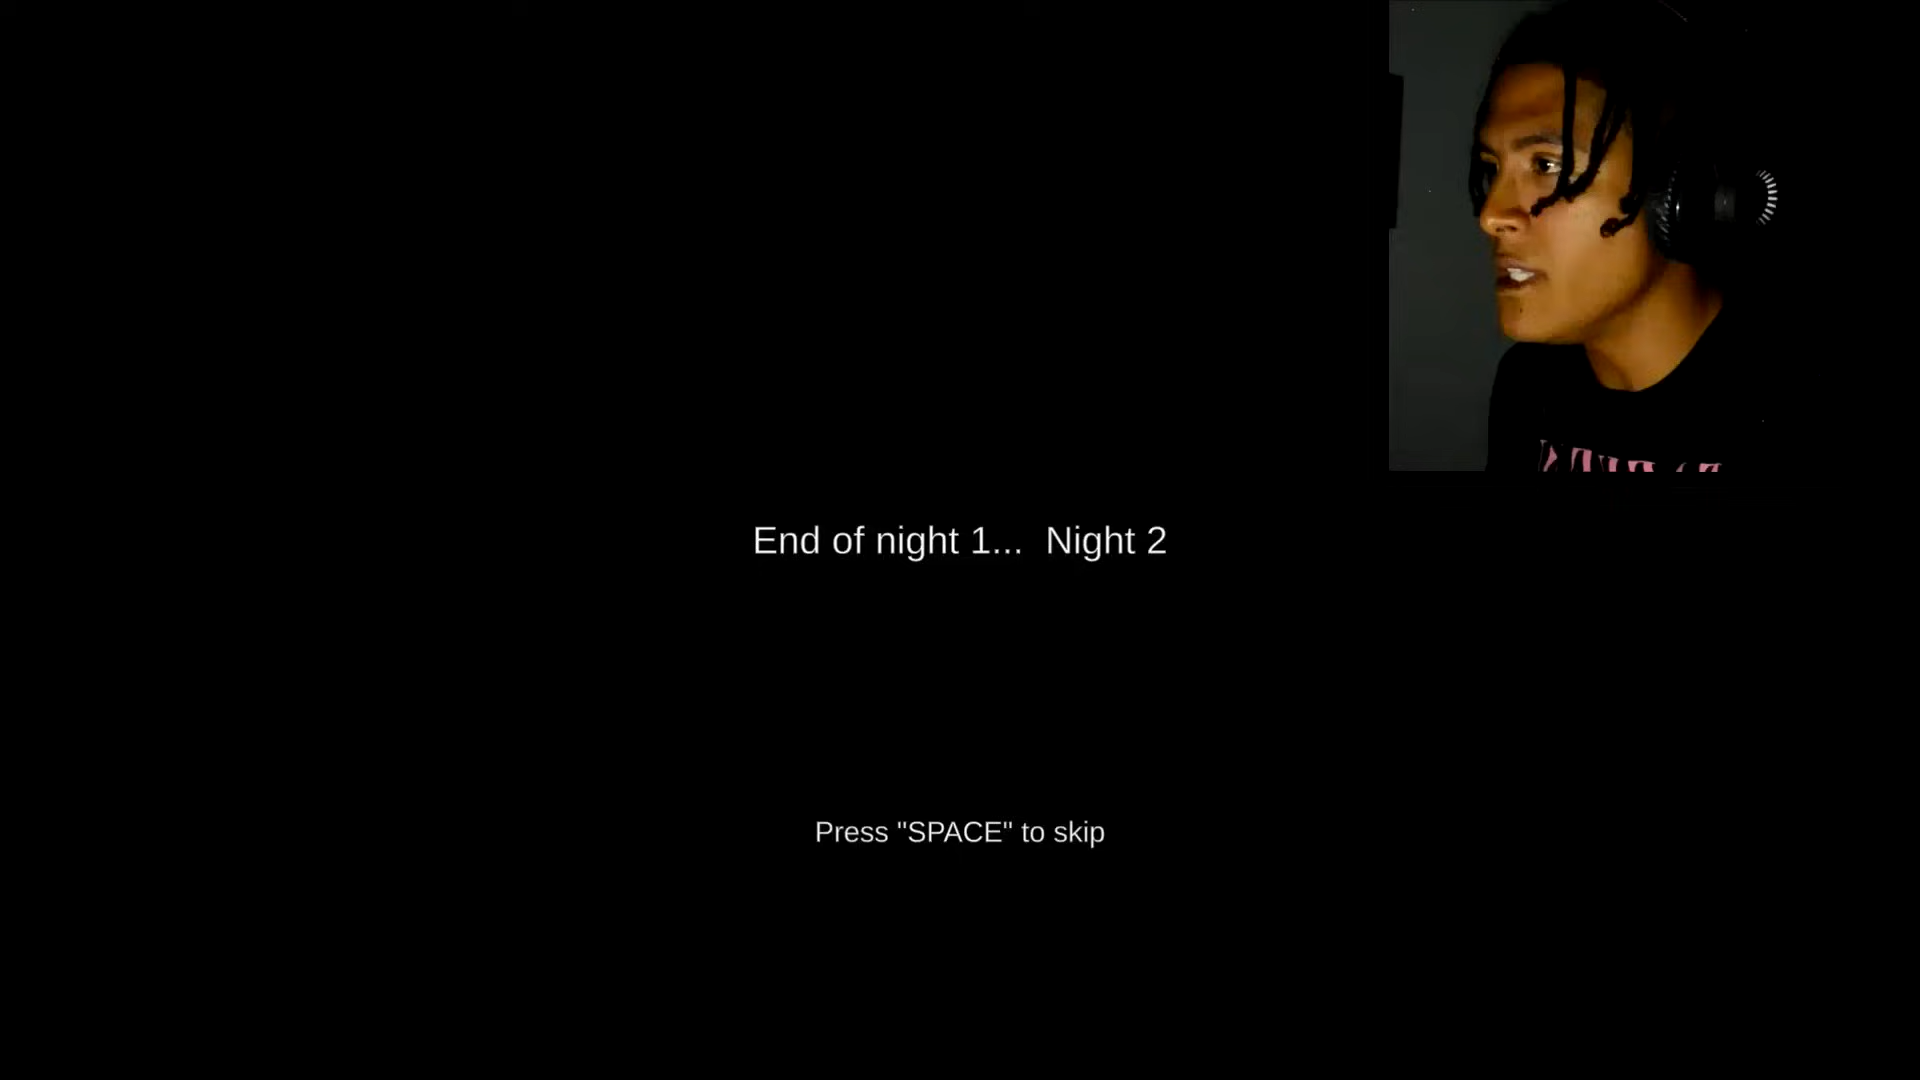 End of night 1... Night 2
Press "SPACE" to skip